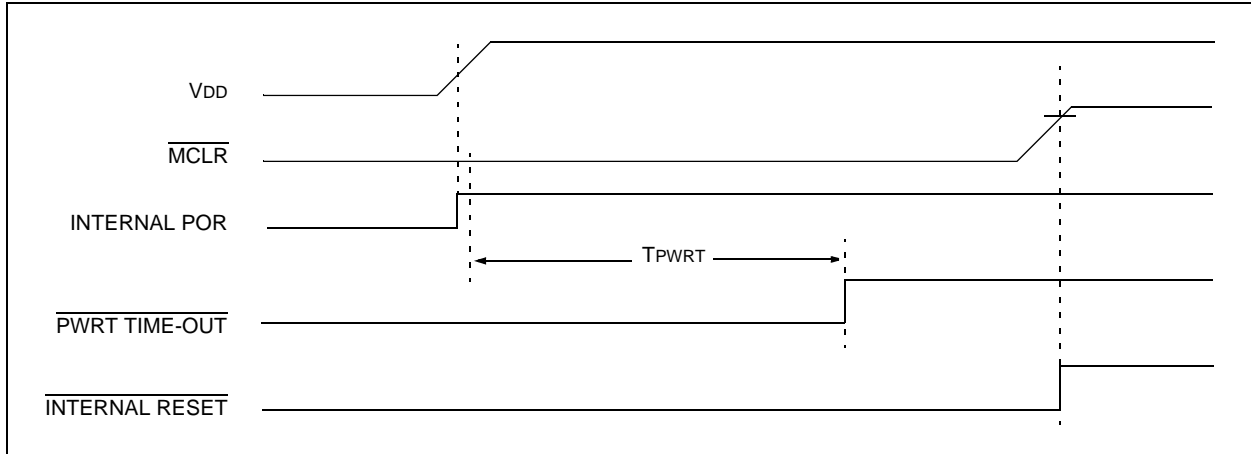 VDD
MCLR
INTERNAL POR
TPWRT
PWRT TIME-OUT
INTERNAL RESET